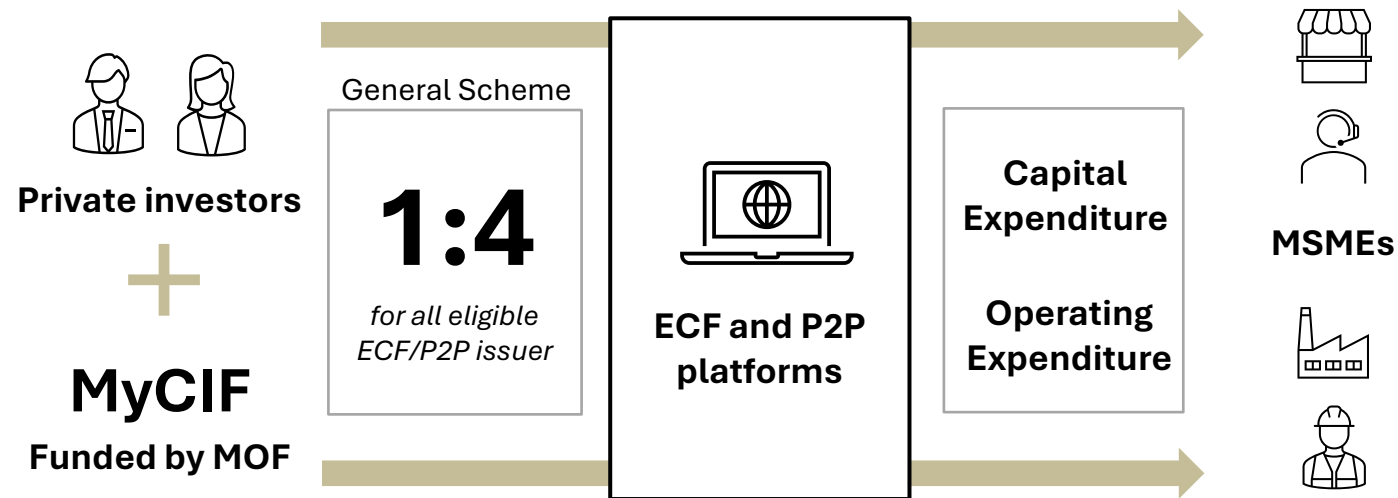 Private investors
MyCIF
Funded by MOF
General Scheme
1:4
for all eligible
ECF/P2P issuer
ECF and P2P
platforms
Capital
Expenditure
Operating
Expenditure
MSMEs